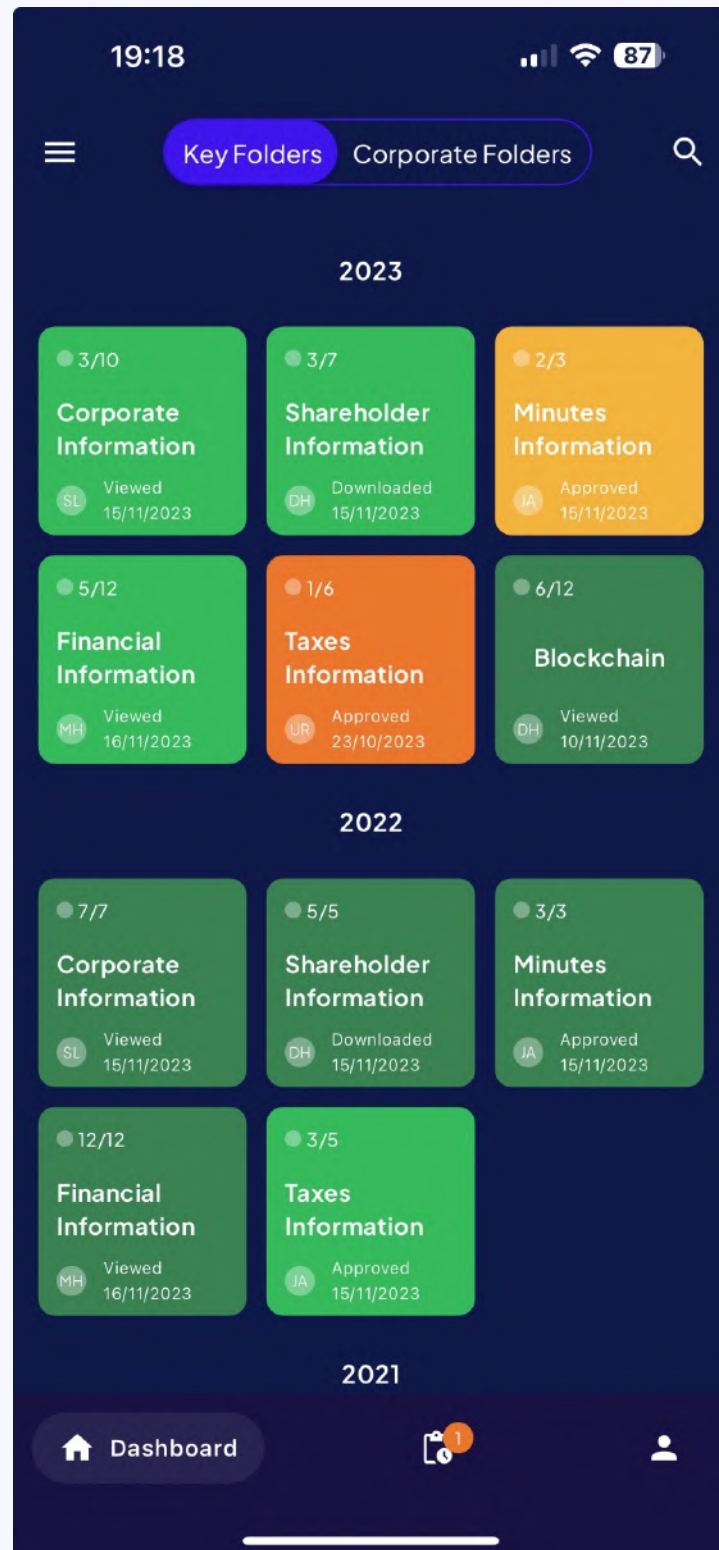 19:18
87
Key Folders
Corporate Folders
2023
3/10
Corporate
Information
SL
Viewed
15/11/2023
3/7
Shareholder
Information
DH
Downloaded
15/11/2023
2/3
Minutes
Information
JA
Approved
15/11/2023
5/12
Financial
Information
MH
Viewed
16/11/2023
1/6
Taxes
Information
UR
Approved
23/10/2023
6/12
Blockchain
DH
Viewed
10/11/2023
2022
7/7
Corporate
Information
SL
Viewed
15/11/2023
5/5
Shareholder
Information
DH
Downloaded
15/11/2023
3/3
Minutes
Information
JA
Approved
15/11/2023
12/12
Financial
Information
MH
Viewed
16/11/2023
3/5
Taxes
Information
JA
Approved
15/11/2023
2021
Dashboard
1